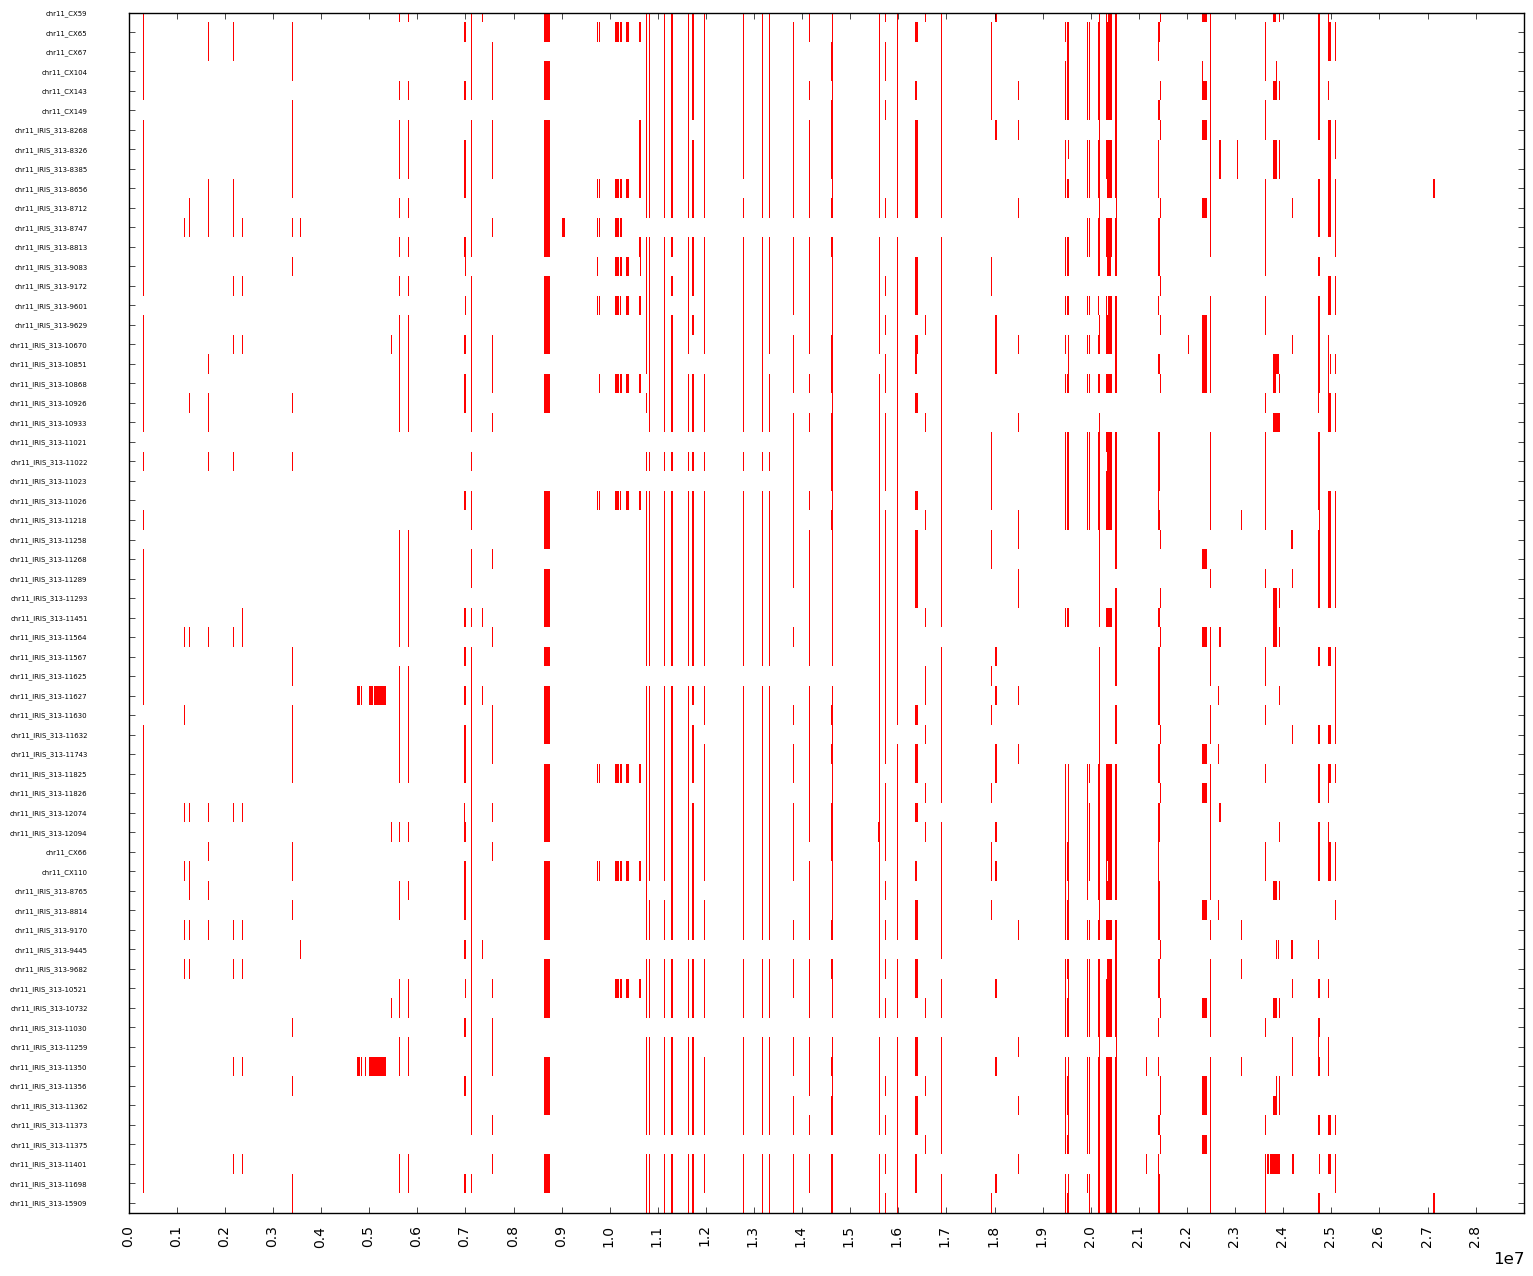 chr11_CX59
chr11_CX65
chr11_CX67
chr11_CX104
chr11_CX143
chr11_CX149
chr11_IRIS_313-8268
chr11_IRIS_313-8326
chr11_IRIS_313-8385
chr11_IRIS_313-8656
chr11_IRIS_313-8712
chr11_IRIS_313-8747
chr11_IRIS_313-8813
chr11_IRIS_313-9083
chr11_IRIS_313-9172
chr11_IRIS_313-9601
chr11_IRIS_313-9629
chr11_IRIS_313-10670
chr11_IRIS_313-10851
chr11_IRIS_313-10868
chr11_IRIS_313-10926
chr11_IRIS_313-10933
chr11_IRIS_313-11021
chr11_IRIS_313-11022
chr11_IRIS_313-11023
chr11_IRIS_313-11026
chr11_IRIS_313-11218
chr11_IRIS_313-11258
chr11_IRIS_313-11268
chr11_IRIS_313-11289
chr11_IRIS_313-11293
chr11_IRIS_313-11451
chr11_IRIS_313-11564
chr11_IRIS_313-11567
chr11_IRIS_313-11625
chr11_IRIS_313-11627
chr11_IRIS_313-11630
chr11_IRIS_313-11632
chr11_IRIS_313-11743
chr11_IRIS_313-11825
chr11_IRIS_313-11826
chr11_IRIS_313-12074
chr11_IRIS_313-12094
chr11_CX66
chr11_CX110
chr11_IRIS_313-8765
chr11_IRIS_313-8814
chr11_IRIS_313-9170
chr11_IRIS_313-9445
chr11_IRIS_313-9682
chr11_IRIS_313-10521
chr11_IRIS_313-10732
chr11_IRIS_313-11030
chr11_IRIS_313-11259
chr11_IRIS_313-11350
chr11_IRIS_313-11356
chr11_IRIS_313-11362
chr11_IRIS_313-11373
chr11_IRIS_313-11375
chr11_IRIS_313-11401
chr11_IRIS_313-11698
chr11_IRIS_313-15909
0.0 0.1 0.2 0.3 0.4 0.5 0.6 0.7 0.8 0.9 1.0 1.1 1.2 1.3 1.4 1.5 1.6 1.7 1.8 1.9 2.0 2.1 2.2 2.3 2.4 2.5 2.6 2.7 2.8
1e7